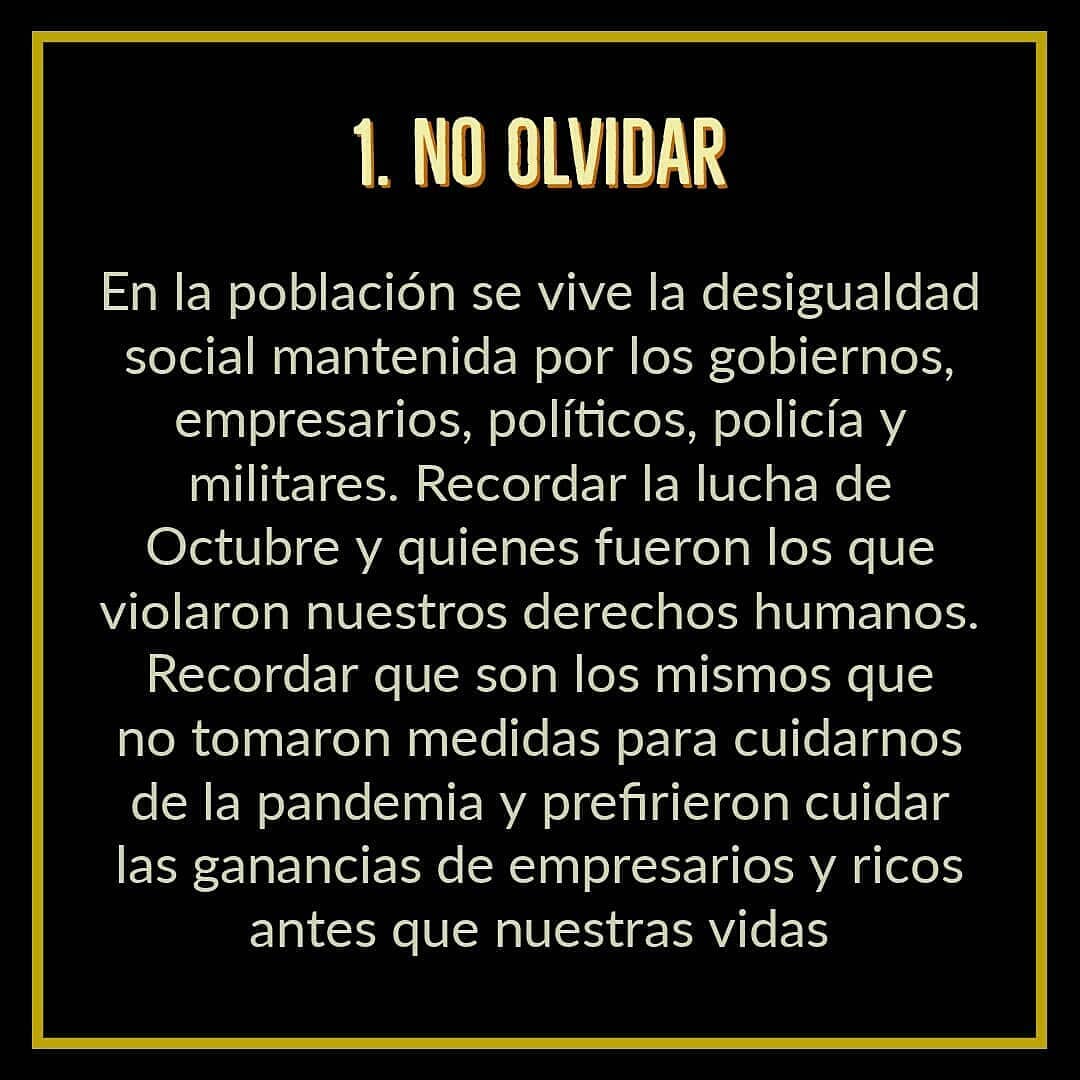 1. NO OLVIDAR
En la población se vive la desigualdad
social mantenida por los gobiernos,
empresarios, políticos, policía y
militares. Recordar la lucha de
Octubre y quienes fueron los que
violaron nuestros derechos humanos.
Recordar que son los mismos que
no tomaron medidas para cuidarnos
de la pandemia y prefirieron cuidar
las ganancias de empresarios y ricos
antes que nuestras vidas